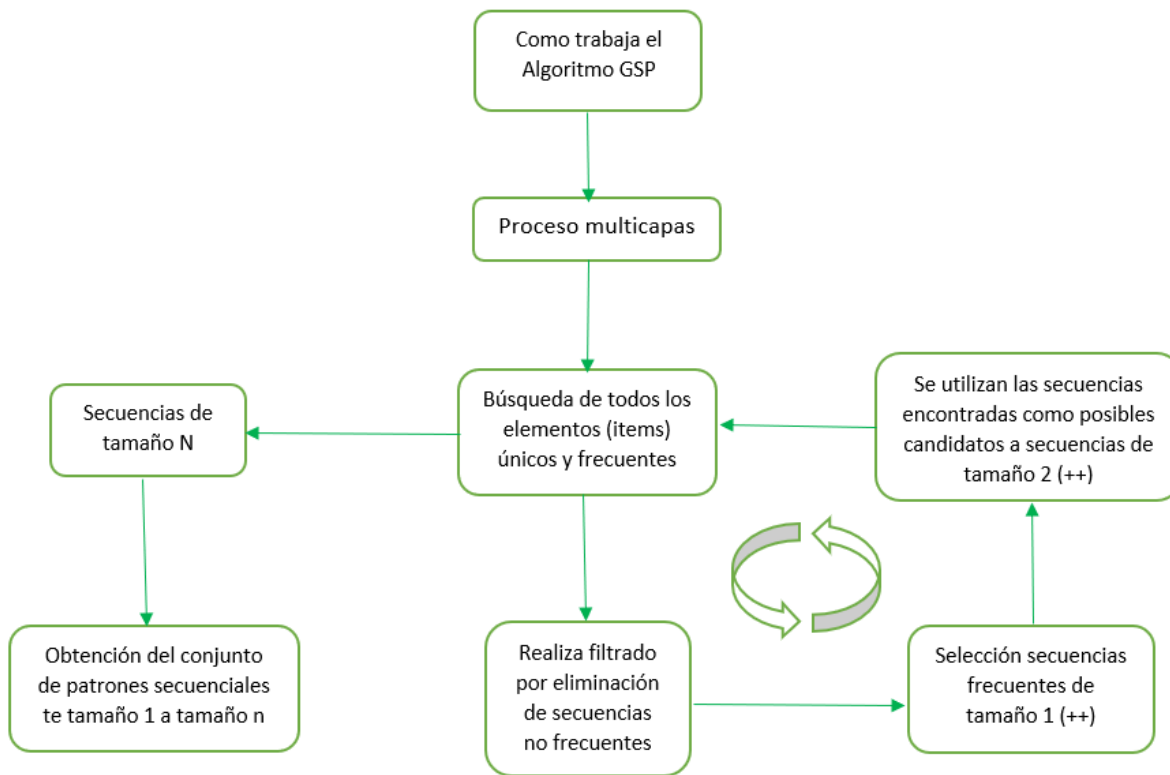 Como trabaja el
Algoritmo GSP
Proceso multicapas
Búsqueda de todos los
elementos (items)
únicos y frecuentes
Secuencias de
tamaño N
Obtención del conjunto
de patrones secuenciales
te tamaño 1 a tamaño n
Realiza filtrado
por eliminación
de secuencias
no frecuentes
Selección secuencias
frecuentes de
tamaño 1 (++)
Se utilizan las secuencias
encontradas como posibles
candidatos a secuencias de
tamaño 2 (++)